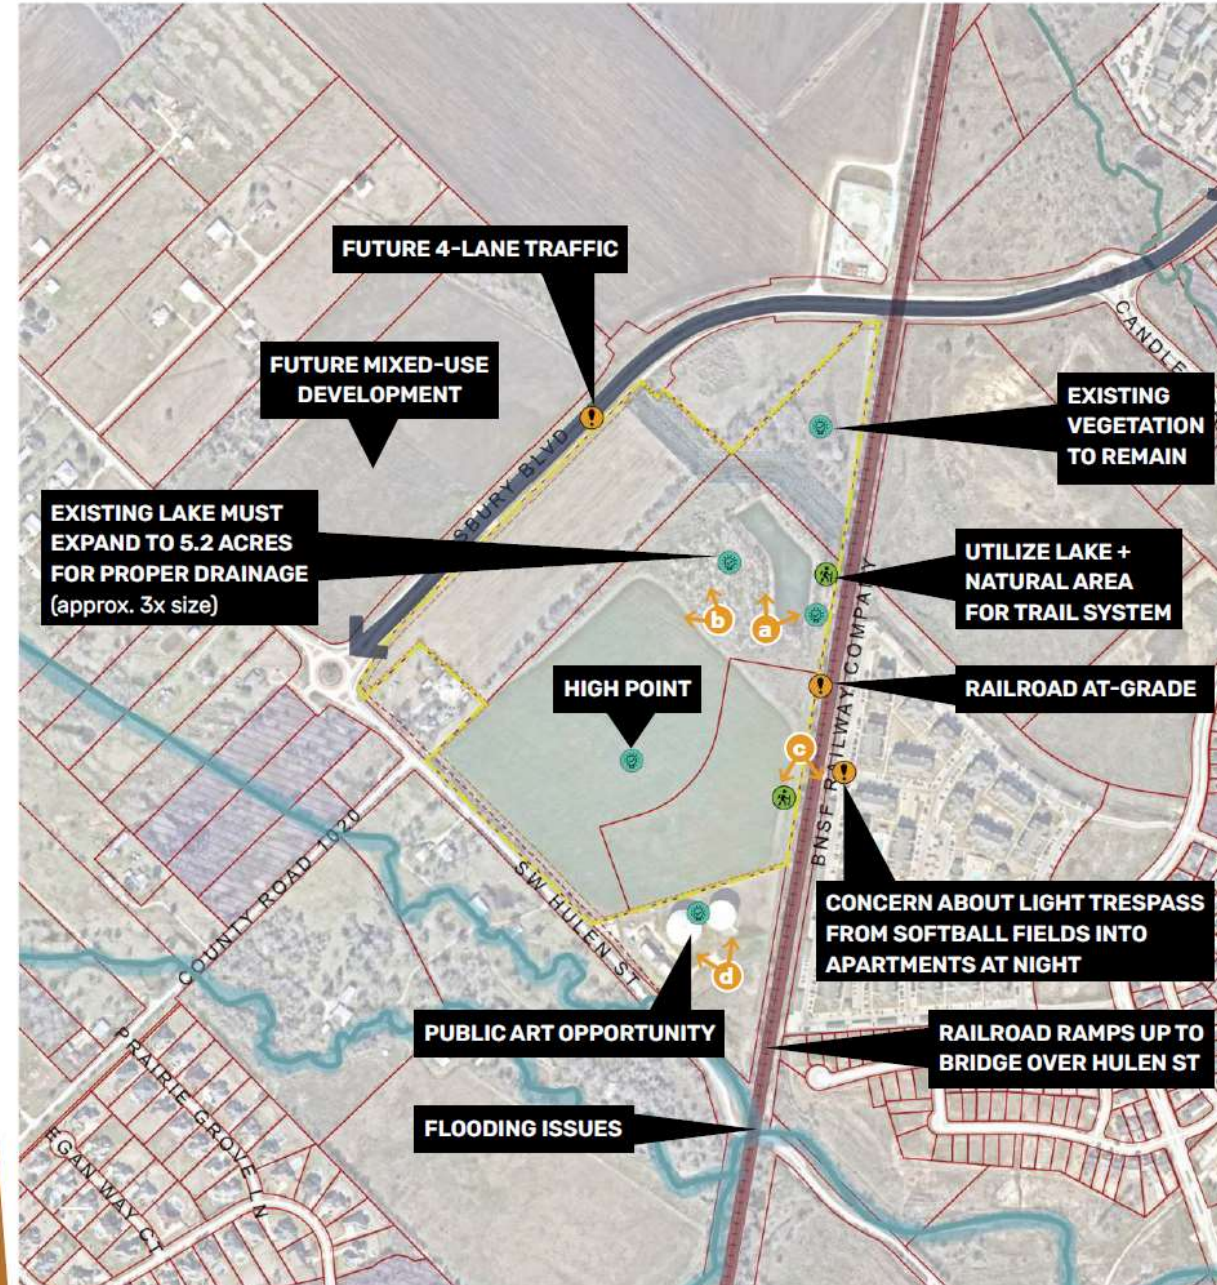 FUTURE 4-LANE TRAFFIC
FUTURE MIXED-USE
DEVELOPMENT
CANDLE
EXISTING
VEGETATION
TO REMAIN
SBURY BLVD
EXISTING LAKE MUST
EXPAND TO 5.2 ACRES
FOR PROPER DRAINAGE
(approx. 3x size)
UTILIZE LAKE +
NATURAL AREA
FOR TRAIL SYSTEM
b
a
HIGH POINT
RAILROAD AT-GRADE
c
BNSF RAILWAY COMPANY
COUNTY ROAD 1020
SW HULEN ST
CONCERN ABOUT LIGHT TRESPASS
FROM SOFTBALL FIELDS INTO
APARTMENTS AT NIGHT
d
PUBLIC ART OPPORTUNITY
RAILROAD RAMPS UP TO
BRIDGE OVER HULEN ST
FLOODING ISSUES
PRAIRIE GROVE LN
EGAN WAY CT